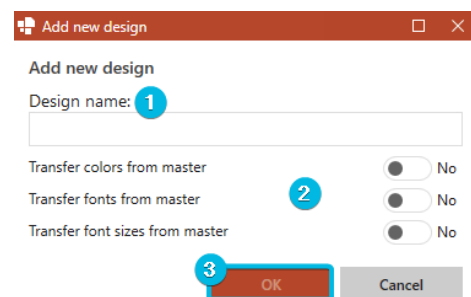 Add new design
Add new design
Design name: 1
Transfer colors from master No
Transfer fonts from master 2 No
Transfer font sizes from master No
3
OK Cancel